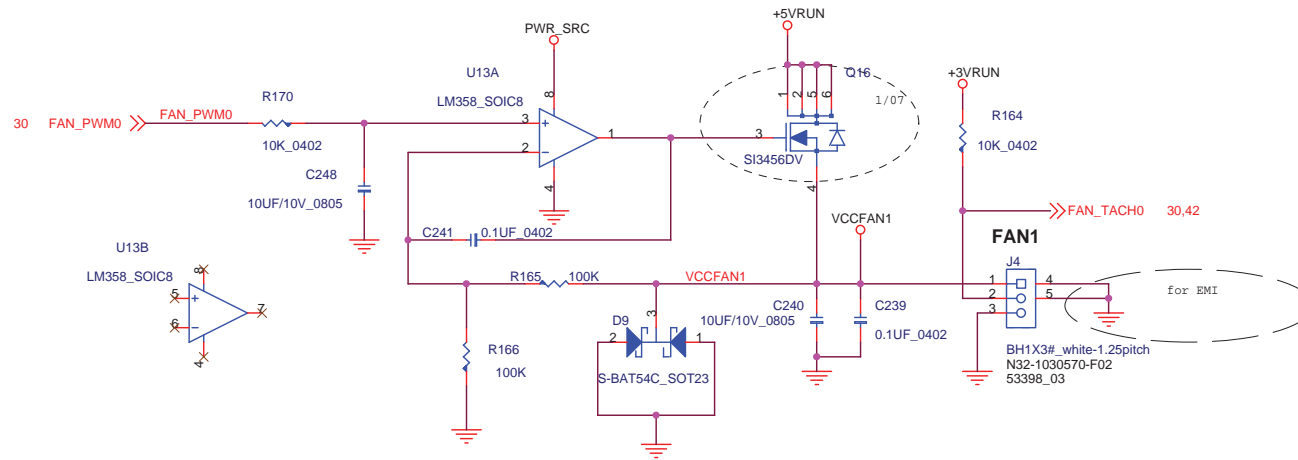 +5VRUN
PWR_SRC
U13A
Q16
+3VRUN
LM358_SOIC8
R170
8
1 2 5 6
1/07
30 FAN_PWM0 FAN_PWM0
3 + 1
3
R164
10K_0402
2 -
SI3456DV
10K_0402
C248
4
4
10UF/10V_0805
VCCFAN1
FAN_TACH0 30,42
C241 0.1UF_0402
FAN1
U13B
J4
LM358_SOIC8
8
R165 100K
VCCFAN1
1 4
for EMI
5 + 7
2 5
6 -
C240
C239
3
D9
3
10UF/10V_0805
0.1UF_0402
2 1
4
R166
BH1X3#_white-1.25pitch
100K
N32-1030570-F02
S-BAT54C_SOT23
53398_03